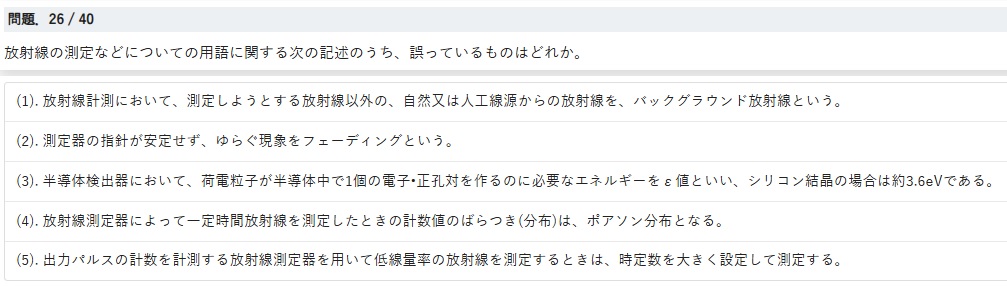 問題．26 / 40
放射線の測定などについての用語に関する次の記述のうち、誤っているものはどれか。
(1). 放射線計測において、測定しようとする放射線以外の、自然又は人工線源からの放射線を、バックグラウンド放射線という。
(2). 測定器の指針が安定せず、ゆらぐ現象をフェーディングという。
(3). 半導体検出器において、荷電粒子が半導体中で1個の電子•正孔対を作るのに必要なエネルギーをε値といい、シリコン結晶の場合は約3.6eVである。
(4). 放射線測定器によって一定時間放射線を測定したときの計数値のばらつき(分布)は、ポアソン分布となる。
(5). 出力パルスの計数を計測する放射線測定器を用いて低線量率の放射線を測定するときは、時定数を大きく設定して測定する。